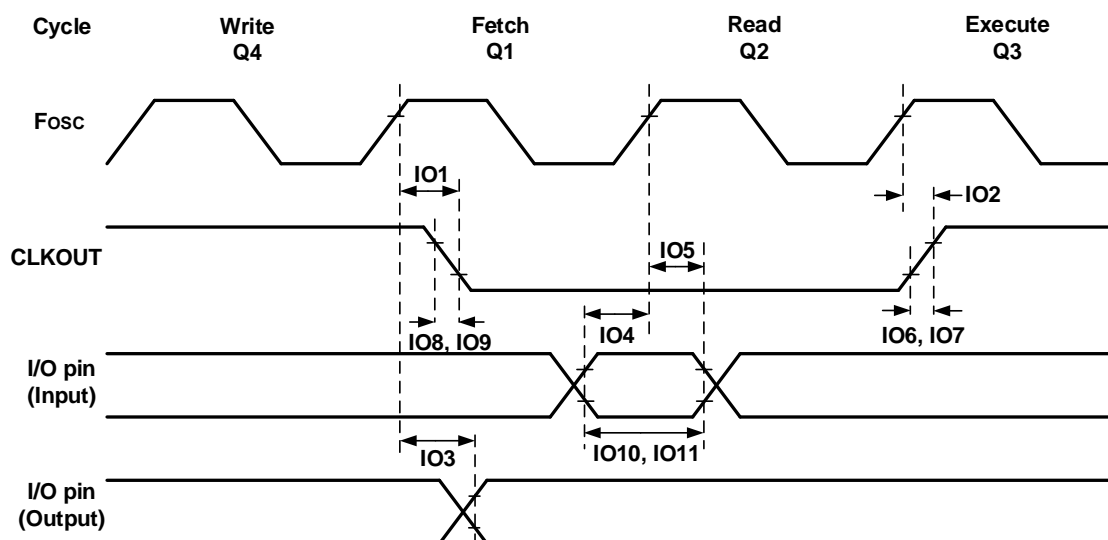 Cycle Write Fetch Read Execute
Q4 Q1 Q2 Q3
Fosc
IO1
IO2
CLKOUT
IO5
IO8, IO9
IO4
IO6, IO7
I/O pin
(Input)
IO10, IO11
IO3
I/O pin
(Output)